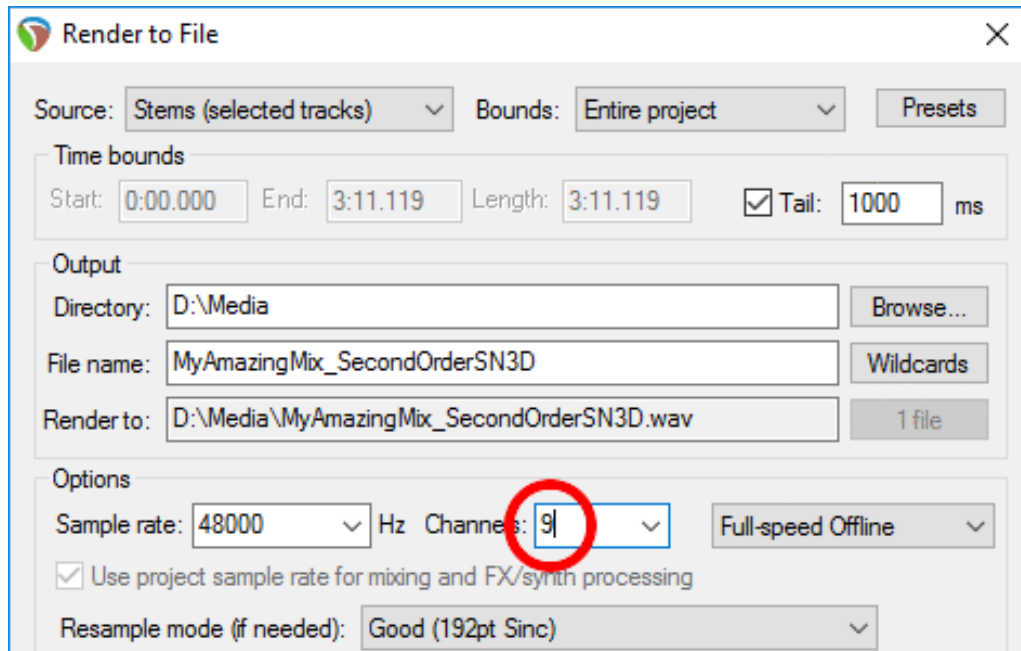 Render to File
Source: Stems (selected tracks) Bounds: Entire project Presets
Time bounds
Start: 0:00.000 End: 3:11.119 Length: 3:11.119 Tail: 1000 ms
Output
Directory: D:\Media Browse...
File name: MyAmazingMix_SecondOrderSN3D Wildcards
Render to: D:\Media\MyAmazingMix_SecondOrderSN3D.wav 1 file
Options
Sample rate: 48000 Hz Channels: 9 Full-speed Offline
Use project sample rate for mixing and FX/synth processing
Resample mode (if needed): Good (192pt Sinc)